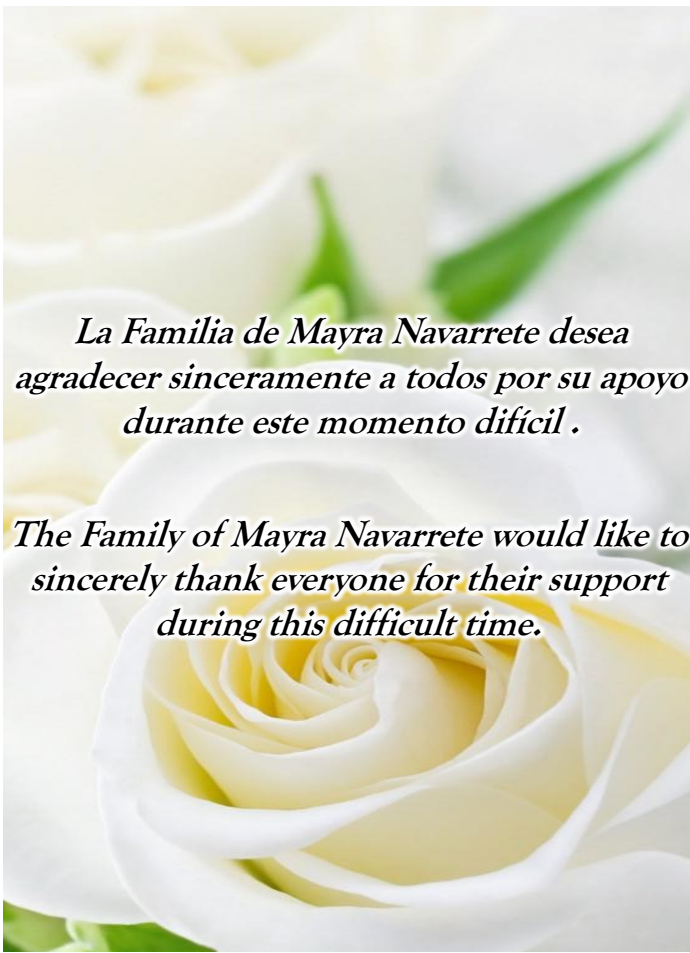 La Familia de Mayra Navarrete desea
agradecer sinceramente a todos por su apoyo
durante este momento difícil .
The Family of Mayra Navarrete would like to
sincerely thank everyone for their support
during this difficult time.